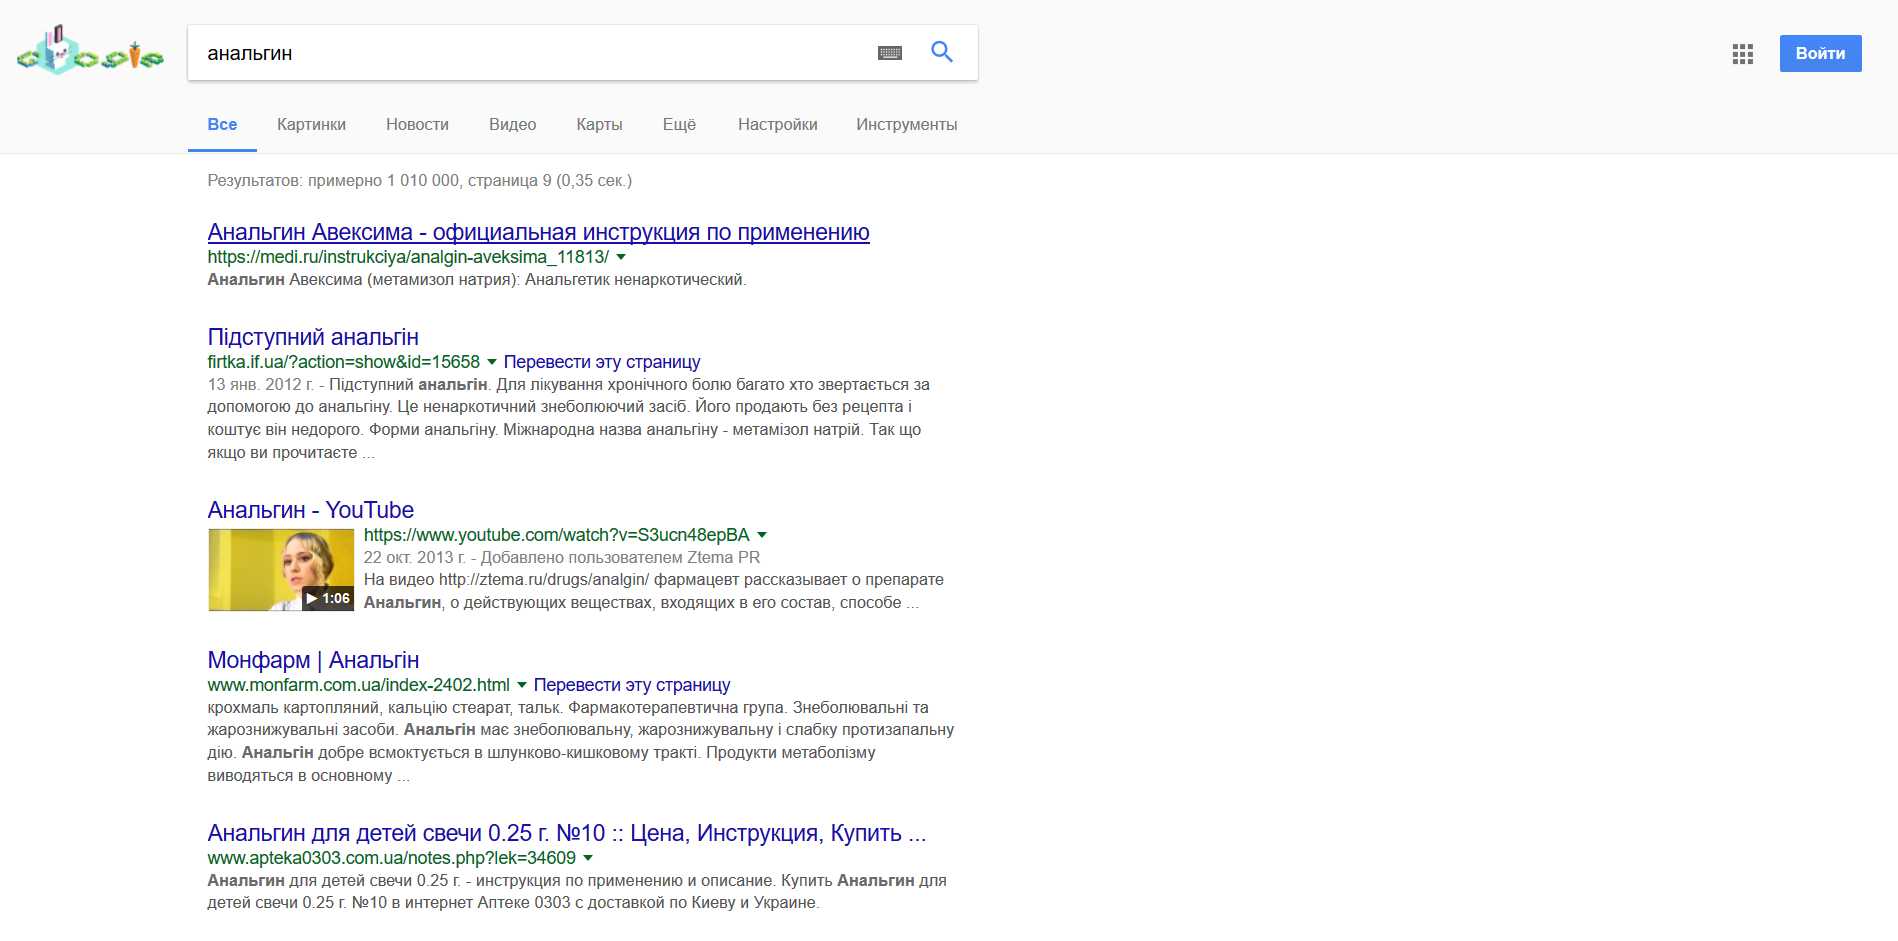 анальгин
Войти
Все Картинки Новости Видео Карты Ещё Настройки Инструменты
Результатов: примерно 1 010 000, страница 9 (0,35 сек.)
Анальгин Авексима - официальная инструкция по применению
https://medi.ru/instrukciya/analgin-aveksima_11813/
Анальгин Авексима (метамизол натрия): Анальгетик ненаркотический.
Підступний анальгін
firtka.if.ua/?action=show&id=15658 Перевести эту страницу
13 янв. 2012 г. - Підступний анальгін. Для лікування хронічного болю багато хто звертається за
допомогою до анальгіну. Це ненаркотичний знеболюючий засіб. Його продають без рецепта і
коштує він недорого. Форми анальгіну. Міжнародна назва анальгіну - метамізол натрій. Так що
якщо ви прочитаєте ...
Анальгин - YouTube
https://www.youtube.com/watch?v=S3ucn48epBA
22 окт. 2013 г. - Добавлено пользователем Ztema PR
На видео http://ztema.ru/drugs/analgin/ фармацевт рассказывает о препарате
Анальгин, о действующих веществах, входящих в его состав, способе ...
1:06
Монфарм | Анальгін
www.monfarm.com.ua/index-2402.html Перевести эту страницу
крохмаль картопляний, кальцію стеарат, тальк. Фармакотерапевтична група. Знеболювальні та
жарознижувальні засоби. Анальгін має знеболювальну, жарознижувальну і слабку протизапальну
дію. Анальгін добре всмоктується в шлунково-кишковому тракті. Продукти метаболізму
виводяться в основному ...
Анальгин для детей свечи 0.25 г. №10 :: Цена, Инструкция, Купить ...
www.apteka0303.com.ua/notes.php?lek=34609
Анальгин для детей свечи 0.25 г. - инструкция по применению и описание. Купить Анальгин для
детей свечи 0.25 г. №10 в интернет Аптеке 0303 с доставкой по Киеву и Украине.